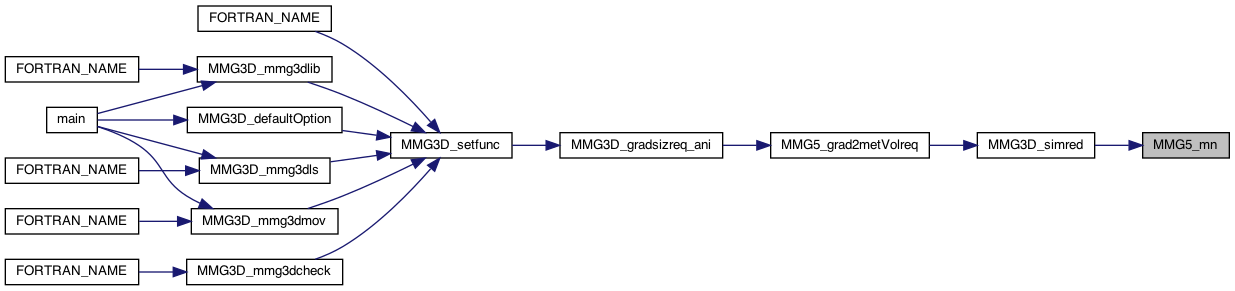 FORTRAN_NAME
FORTRAN_NAME
MMG3D_mmg3dlib
main
MMG3D_defaultOption
MMG3D_setfunc
MMG3D_gradsizreq_ani
MMG5_grad2metVolreq
MMG3D_simred
MMG5_mn
FORTRAN_NAME
MMG3D_mmg3dls
FORTRAN_NAME
MMG3D_mmg3dmov
FORTRAN_NAME
MMG3D_mmg3dcheck